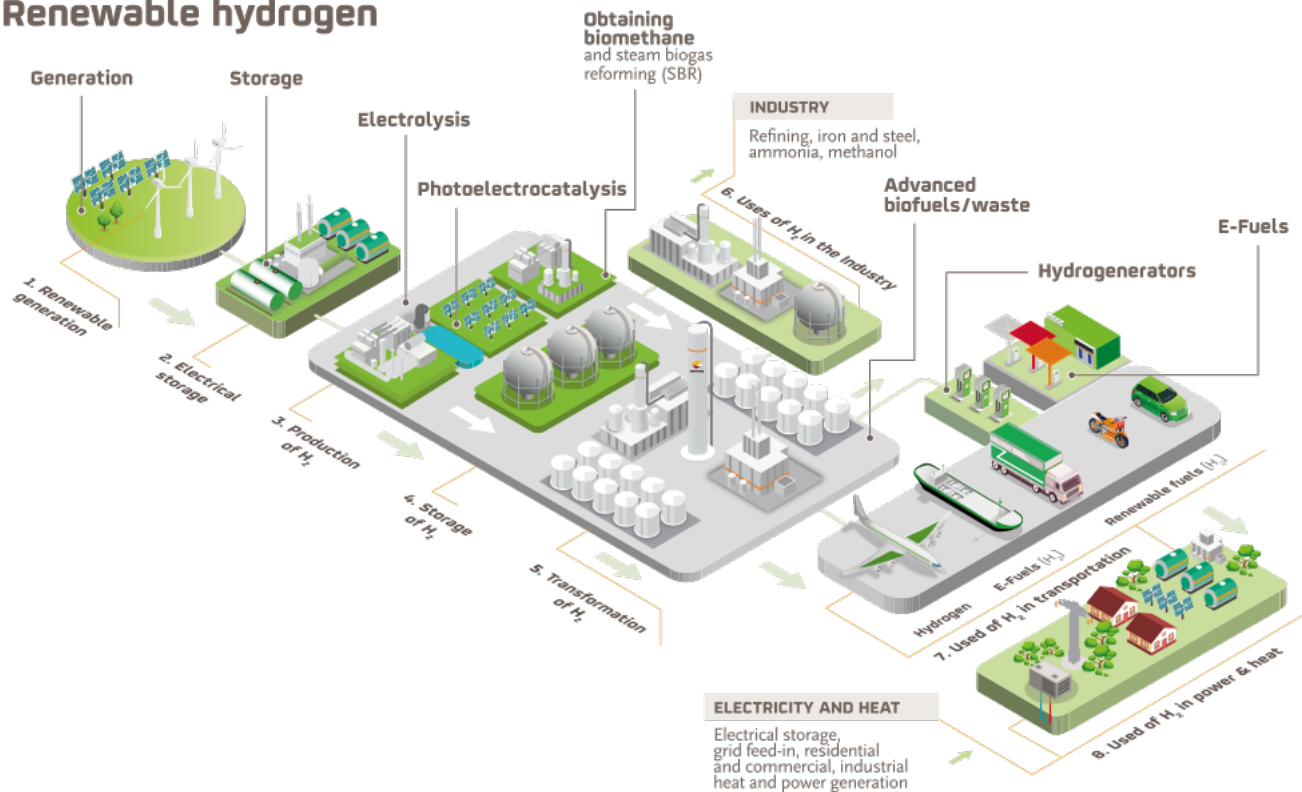 Renewable hydrogen
Generation
Storage
Electrolysis
Photoelectrocatalysis
Obtaining
biomethane
and steam biogas
reforming (SBR)
INDUSTRY
Refining, iron and steel,
ammonia, methanol
Advanced
biofuels/waste
Hydrogenerators
E-Fuels
1. Renewable
generation
2. Electrical
storage
3. Production
of H₂
4. Storage
of H₂
5. Transformation
of H₂
6. Uses of H₂ in the Industry
Hydrogen
E-Fuels (H₂)
Renewable fuels (H₂)
7. Used of H₂ in transportation
8. Used of H₂ in power & heat
ELECTRICITY AND HEAT
Electrical storage,
grid feed-in, residential
and commercial, industrial
heat and power generation